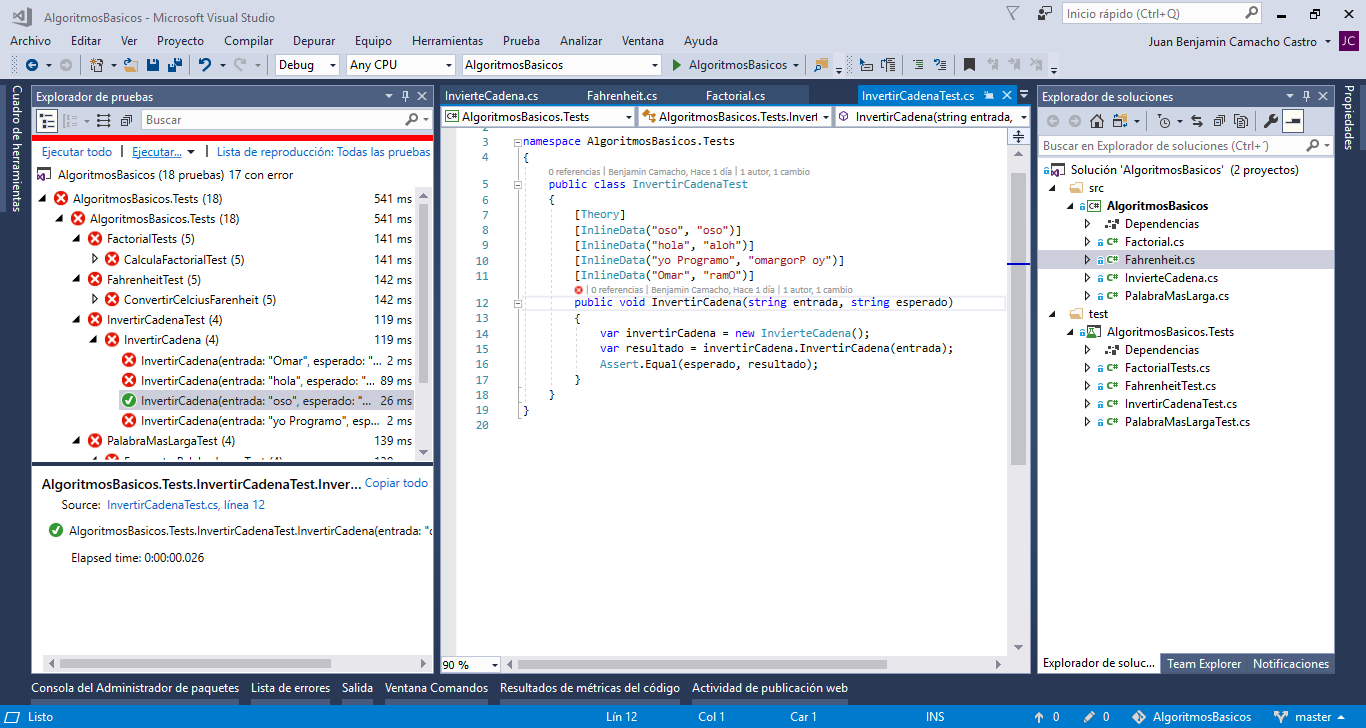 AlgoritmosBasicos - Microsoft Visual Studio
Inicio rápido (Ctrl+Q)
Archivo Editar Ver Proyecto Compilar Depurar Equipo Herramientas Prueba Analizar Ventana Ayuda
Juan Benjamin Camacho Castro JC
Debug Any CPU AlgoritmosBasicos AlgoritmosBasicos
Cuadro de herramientas
Explorador de pruebas
Buscar
Ejecutar todo | Ejecutar... | Lista de reproducción: Todas las pruebas
AlgoritmosBasicos (18 pruebas) 17 con error
AlgoritmosBasicos.Tests (18) 541 ms
AlgoritmosBasicos.Tests (18) 541 ms
FactorialTests (5) 141 ms
CalculaFactorialTest (5) 141 ms
FahrenheitTest (5) 142 ms
ConvertirCelciusFarenheit (5) 142 ms
InvertirCadenaTest (4) 119 ms
InvertirCadena (4) 119 ms
InvertirCadena(entrada: "Omar", esperado: "... 2 ms
InvertirCadena(entrada: "hola", esperado: "... 89 ms
InvertirCadena(entrada: "oso", esperado: "... 26 ms
InvertirCadena(entrada: "yo Programo", esp... 2 ms
PalabraMasLargaTest (4) 139 ms
AlgoritmosBasicos.Tests.InvertirCadenaTest.Inver... Copiar todo
Source: InvertirCadenaTest.cs, línea 12
AlgoritmosBasicos.Tests.InvertirCadenaTest.InvertirCadena(entrada: "
Elapsed time: 0:00:00.026
InvierteCadena.cs Fahrenheit.cs Factorial.cs InvertirCadenaTest.cs
AlgoritmosBasicos.Tests AlgoritmosBasicos.Tests.Invert InvertirCadena(string entrada,
2
3 namespace AlgoritmosBasicos.Tests
4 {
0 referencias | Benjamin Camacho, Hace 1 día | 1 autor, 1 cambio
5 public class InvertirCadenaTest
6 {
7 [Theory]
8 [InlineData("oso", "oso")]
9 [InlineData("hola", "aloh")]
10 [InlineData("yo Programo", "omargorP oy")]
11 [InlineData("Omar", "ramO")]
| 0 referencias | Benjamin Camacho, Hace 1 día | 1 autor, 1 cambio
12 public void InvertirCadena(string entrada, string esperado)
13 {
14 var invertirCadena = new InvierteCadena();
15 var resultado = invertirCadena.InvertirCadena(entrada);
16 Assert.Equal(esperado, resultado);
17 }
18 }
19 }
20
90 %
Explorador de soluciones
Buscar en Explorador de soluciones (Ctrl+´)
Solución 'AlgoritmosBasicos' (2 proyectos)
src
C# AlgoritmosBasicos
Dependencias
C# Factorial.cs
C# Fahrenheit.cs
C# InvierteCadena.cs
C# PalabraMasLarga.cs
test
AlgoritmosBasicos.Tests
Dependencias
C# FactorialTests.cs
C# FahrenheitTest.cs
C# InvertirCadenaTest.cs
C# PalabraMasLargaTest.cs
Explorador de soluc... Team Explorer Notificaciones
Propiedades
Consola del Administrador de paquetes Lista de errores Salida Ventana Comandos Resultados de métricas del código Actividad de publicación web
Listo Lín 12 Col 1 Car 1 INS 0 0 AlgoritmosBasicos master